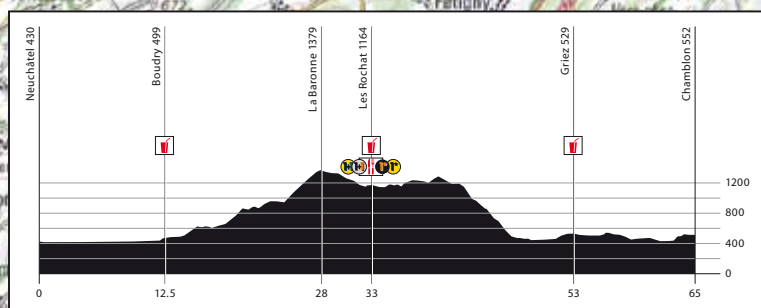 Fétigny
Neuchâtel 430
Boudry 499
La Baronne 1379
Les Rochat 1164
Griez 529
Chamblon 552
1200
800
400
0
0 12.5 28 33 53 65